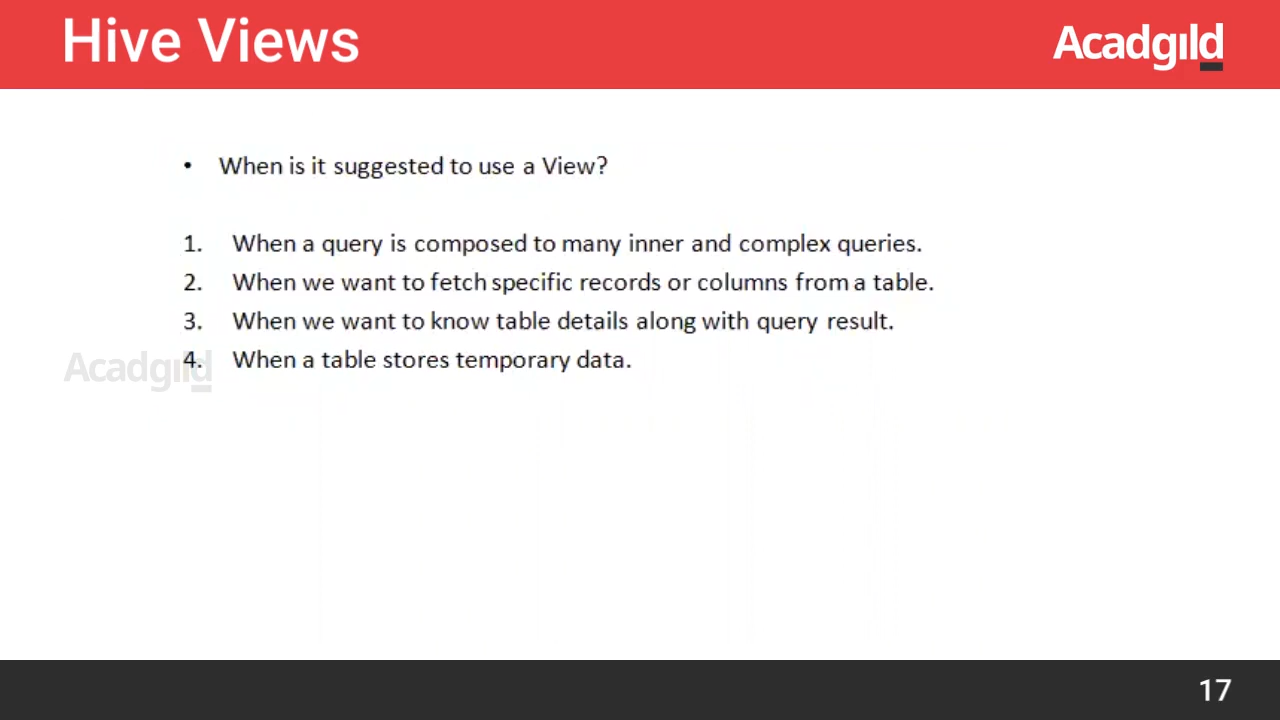 Hive Views
Acadgıld
• When is it suggested to use a View?
1. When a query is composed to many inner and complex queries.
2. When we want to fetch specific records or columns from a table.
3. When we want to know table details along with query result.
4. When a table stores temporary data.
Acadgıld
17